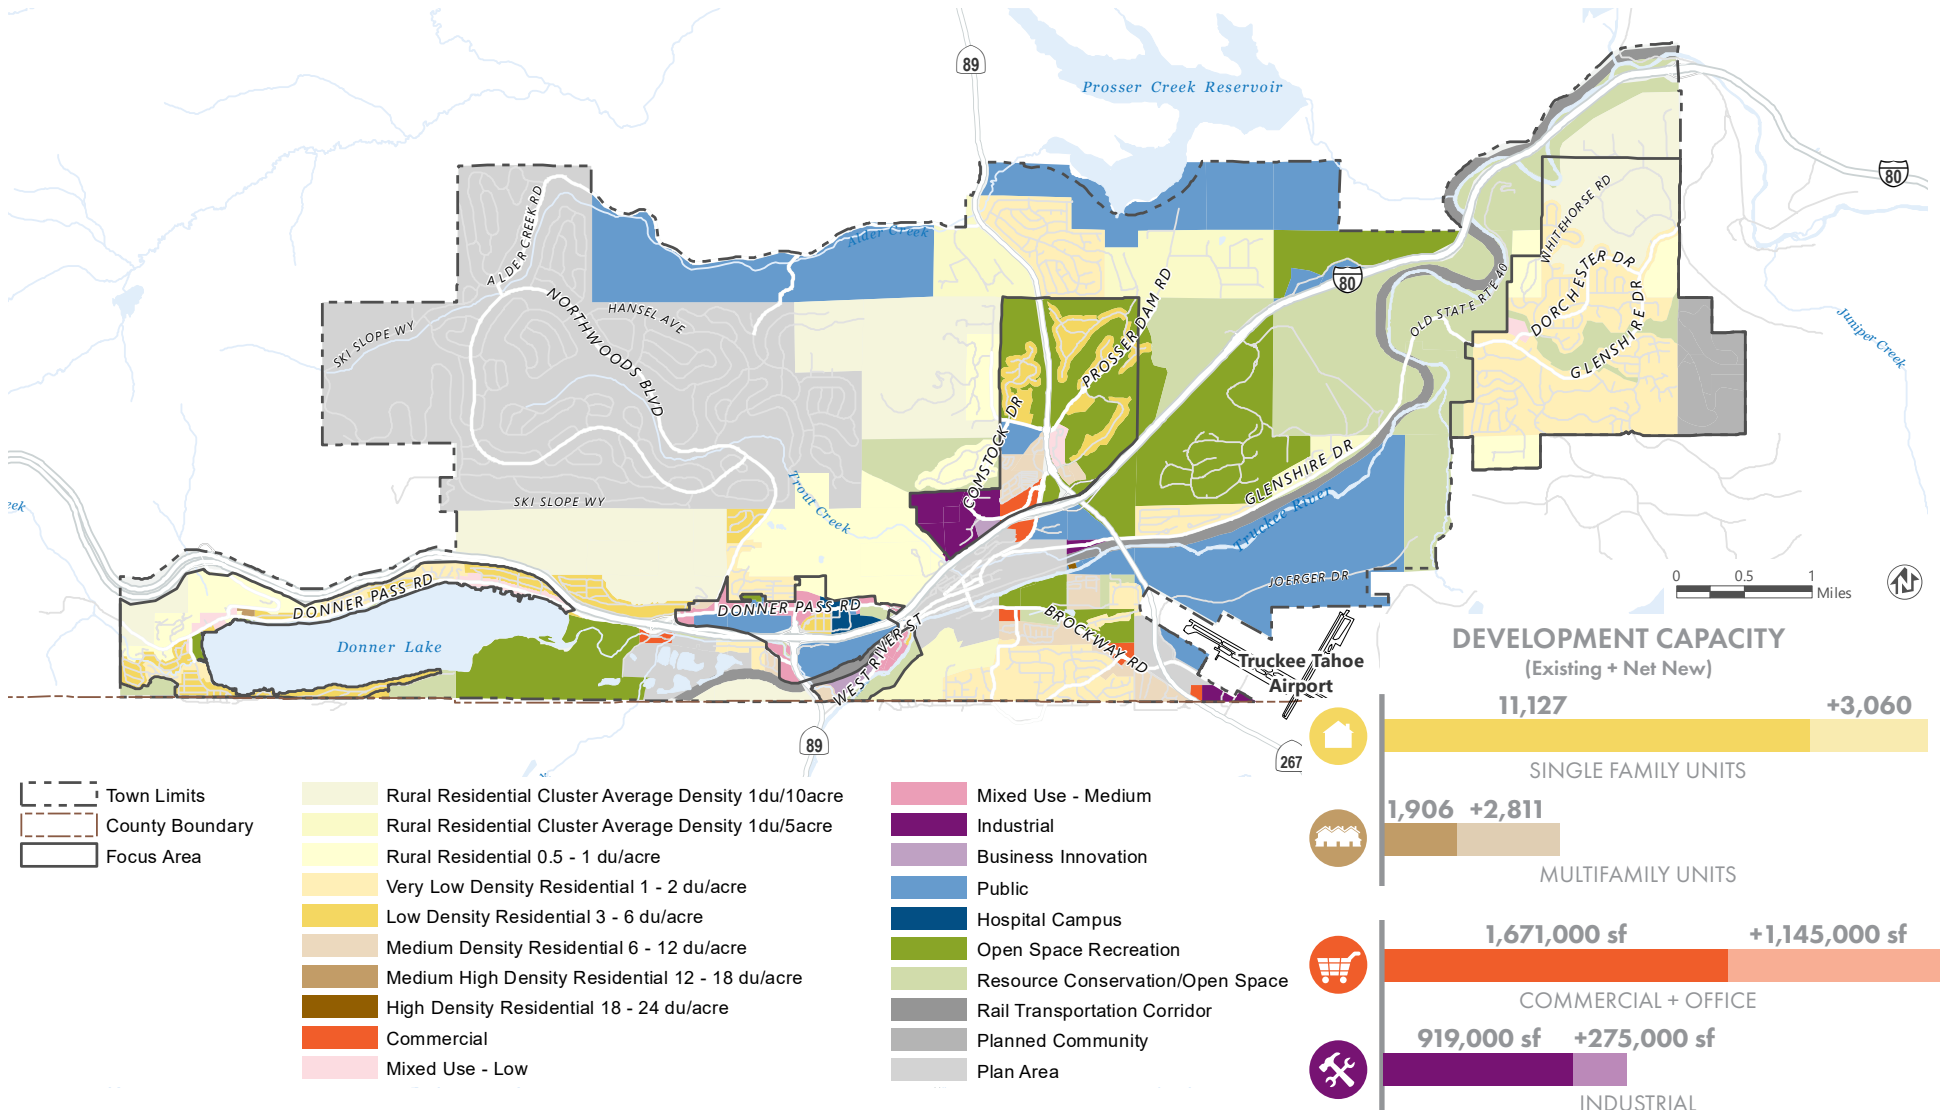 89
Prosser Creek Reservoir
80
ALDER CREEK RD
Alder Creek
WHITEHORSE RD
NORTHWOODS BLVD
HANSEL AVE
SKI SLOPE WY
PROSSER DAM RD
80
OLD STATE RTE 40
DORCHESTER DR
GLENSHIRE DR
Juniper Creek
COMSTOCK DR
GLENSHIRE DR
Trout Creek
SKI SLOPE WY
Truckee River
eek
JOERGER DR
DONNER PASS RD
DONNER PASS RD
BROCKWAY RD
WEST RIVER ST
Donner Lake
Truckee Tahoe
Airport
89
267
0 0.5 1
Miles
Town Limits
County Boundary
Focus Area
Rural Residential Cluster Average Density 1du/10acre
Rural Residential Cluster Average Density 1du/5acre
Rural Residential 0.5 - 1 du/acre
Very Low Density Residential 1 - 2 du/acre
Low Density Residential 3 - 6 du/acre
Medium Density Residential 6 - 12 du/acre
Medium High Density Residential 12 - 18 du/acre
High Density Residential 18 - 24 du/acre
Commercial
Mixed Use - Low
Mixed Use - Medium
Industrial
Business Innovation
Public
Hospital Campus
Open Space Recreation
Resource Conservation/Open Space
Rail Transportation Corridor
Planned Community
Plan Area
DEVELOPMENT CAPACITY
(Existing + Net New)
11,127 +3,060
SINGLE FAMILY UNITS
1,906 +2,811
MULTIFAMILY UNITS
1,671,000 sf +1,145,000 sf
COMMERCIAL + OFFICE
919,000 sf +275,000 sf
INDUSTRIAL